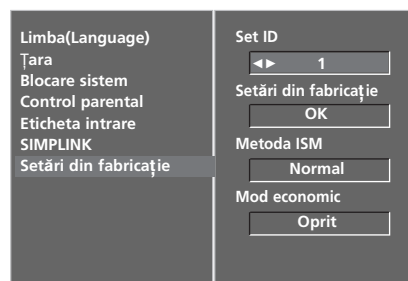 Limba(Language)
Țara
Blocare sistem
Control parental
Eticheta intrare
SIMPLINK
Setări din fabricație
Set ID
◄► 1
Setări din fabricație
OK
Metoda ISM
Normal
Mod economic
Oprit